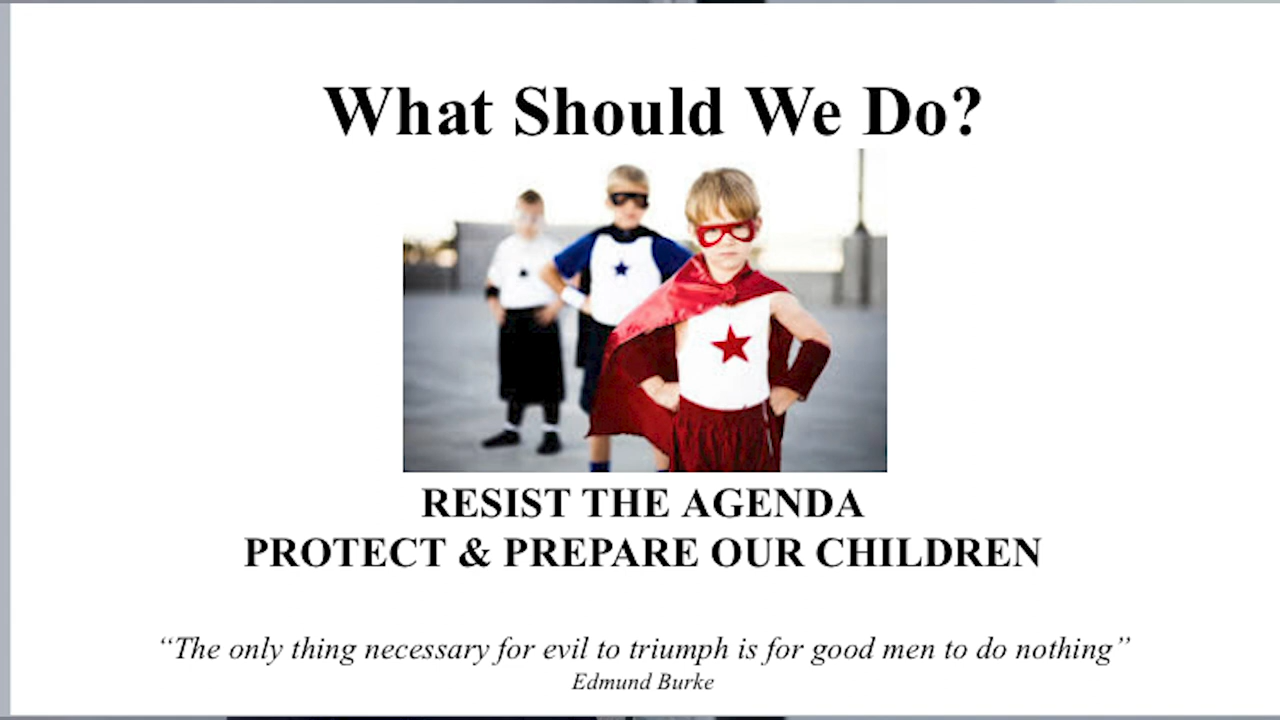 What Should We Do?
RESIST THE AGENDA
PROTECT & PREPARE OUR CHILDREN
“The only thing necessary for evil to triumph is for good men to do nothing”
Edmund Burke